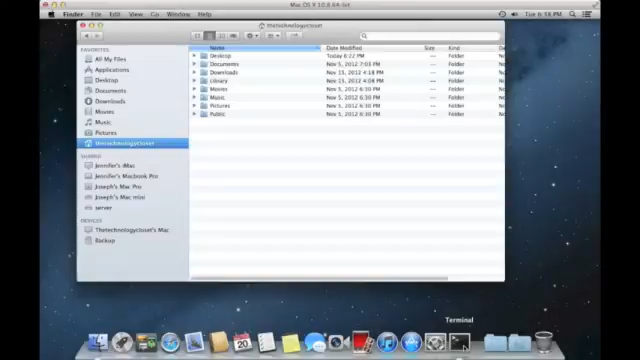 Mac OS X 10.8 64-bit
Finder File Edit View Go Window Help
Tue 6:58 PM
thetechnologycloset
FAVORITES
All My Files
Applications
Desktop
Documents
Downloads
Movies
Music
Pictures
thetechnologycloset
SHARED
Jennifer's iMac
Jennifer's Macbook Pro
Joseph's Mac Pro
Joseph's Mac mini
server
DEVICES
Thetechnologycloset's Mac
Backup
Name Date Modified Size Kind
Desktop Today 6:22 PM -- Folder
Documents Nov 5, 2012 7:03 PM -- Folder
Downloads Nov 15, 2012 4:18 PM -- Folder
Library Nov 15, 2012 4:08 PM -- Folder
Movies Nov 5, 2012 6:30 PM -- Folder
Music Nov 5, 2012 6:30 PM -- Folder
Pictures Nov 5, 2012 6:30 PM -- Folder
Public Nov 5, 2012 6:30 PM -- Folder
Terminal
20